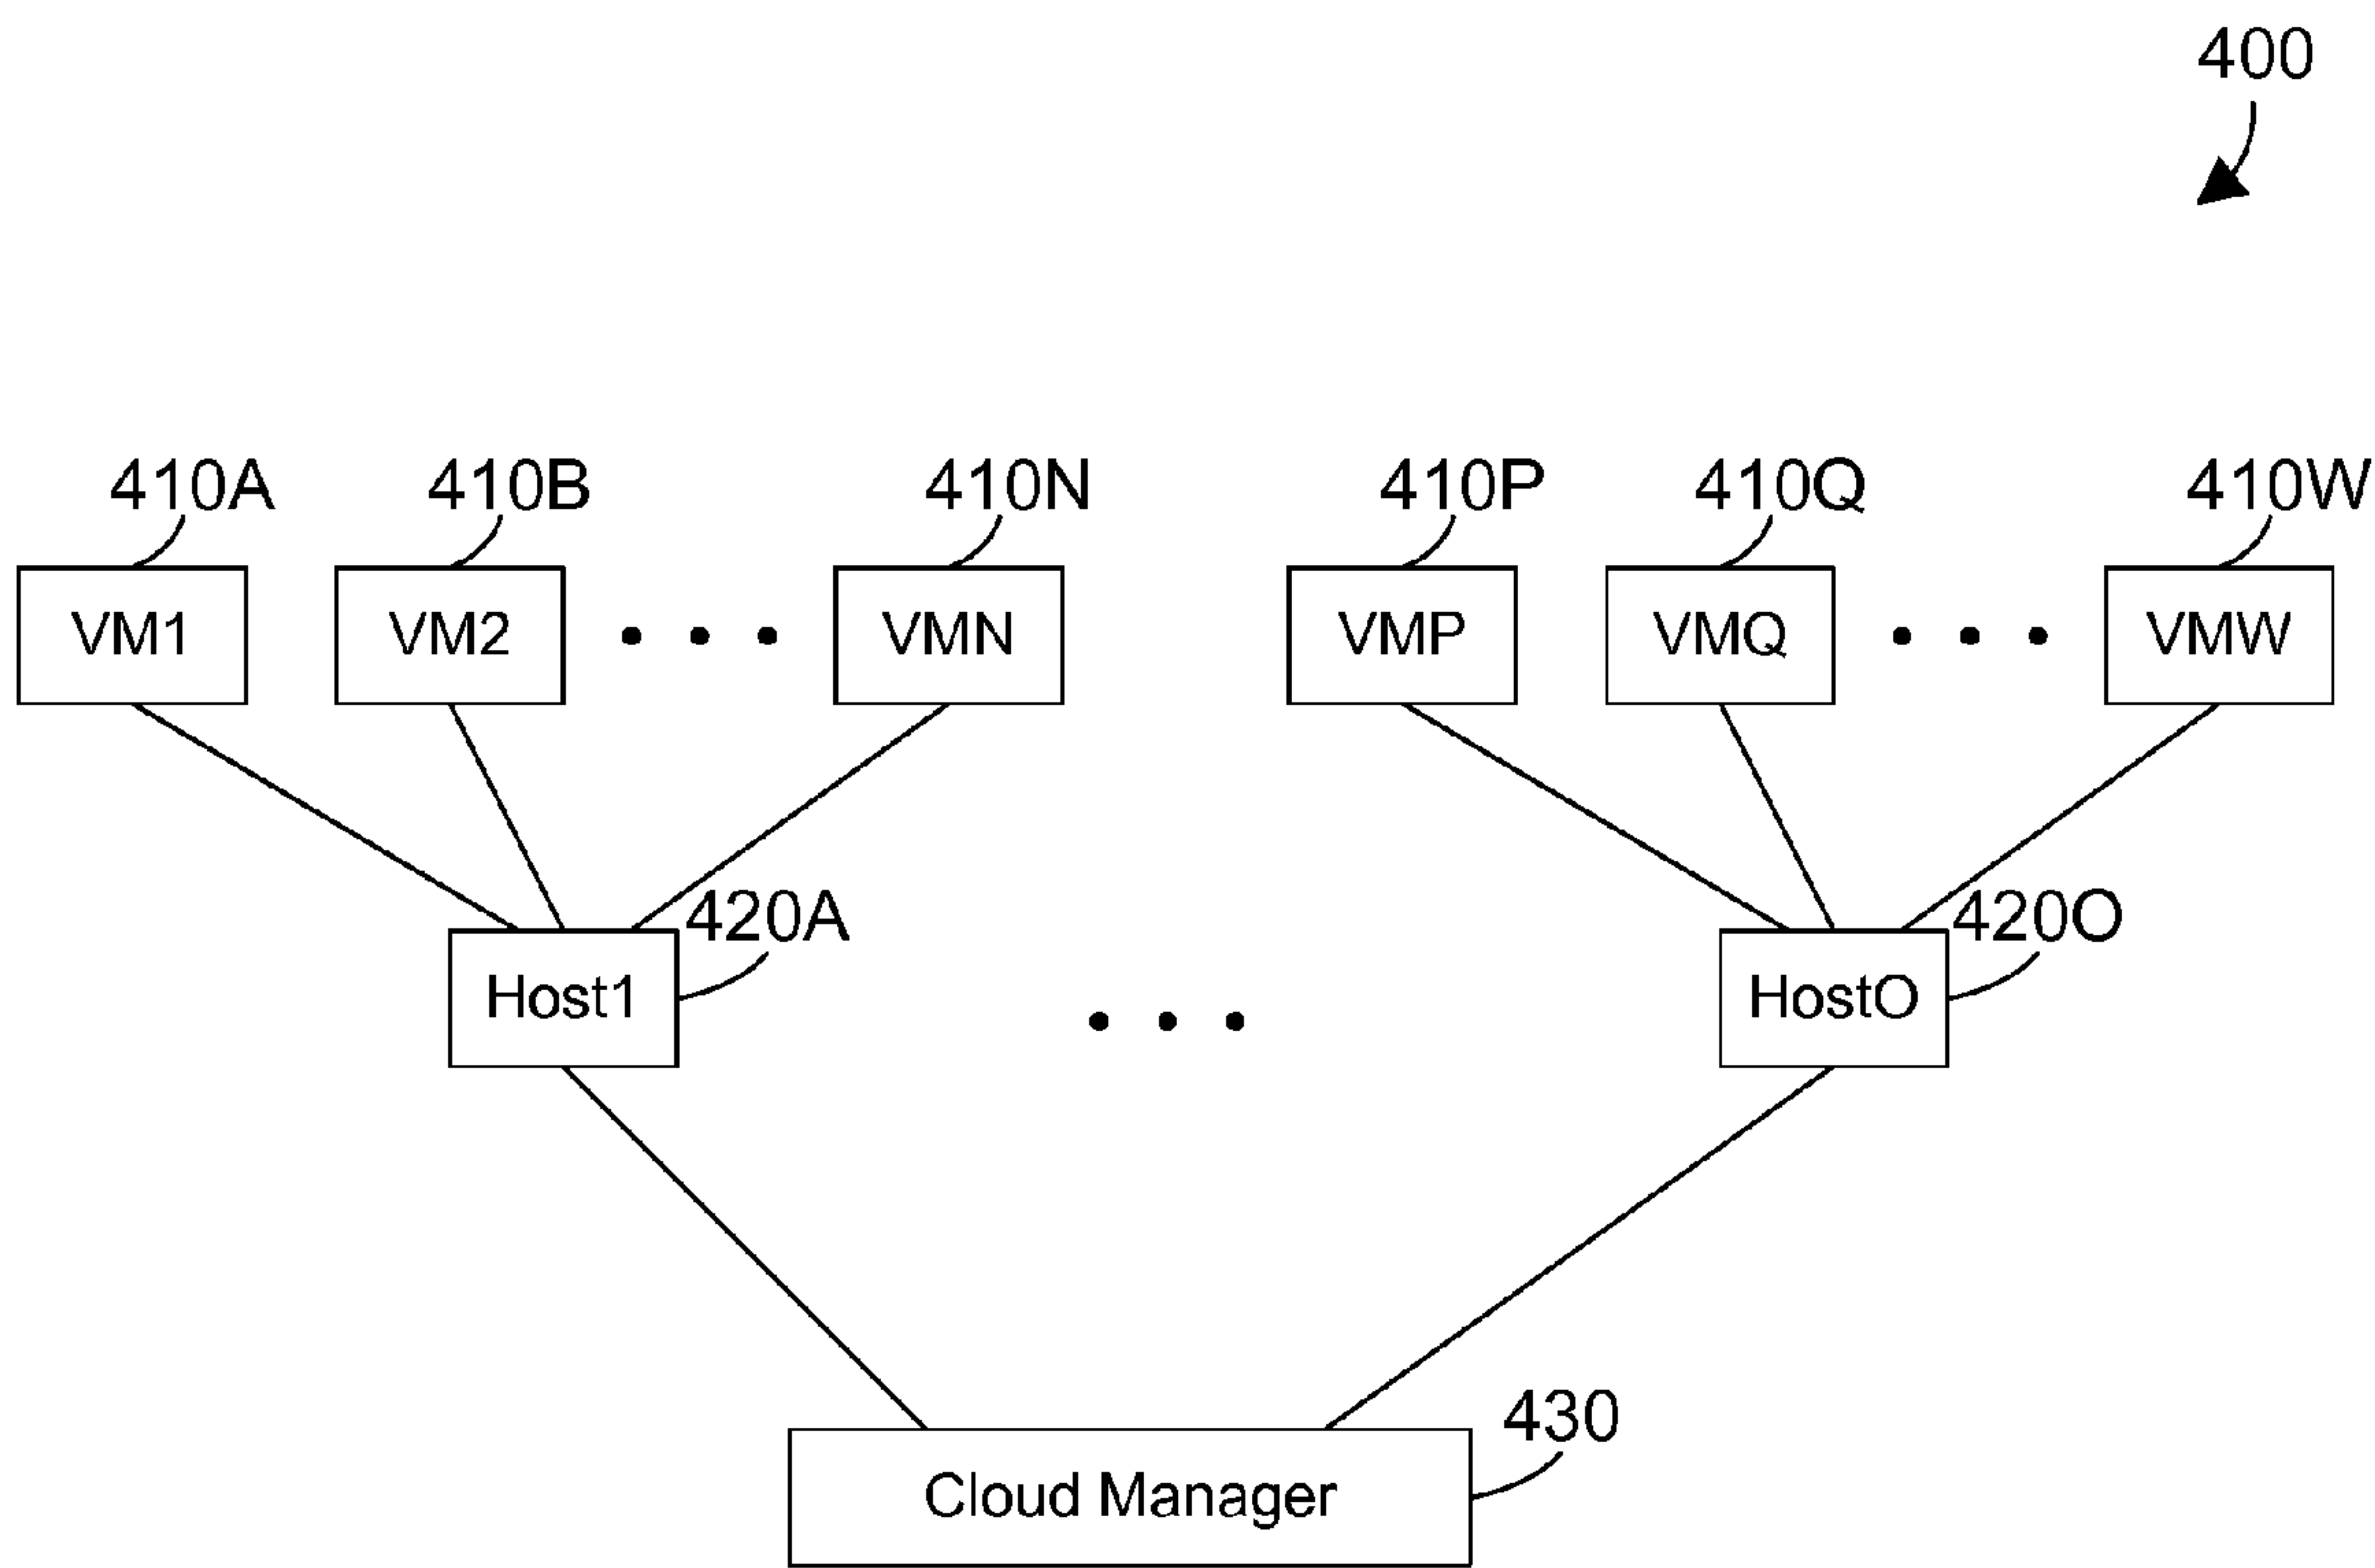 400
410A 410B 410N 410P 410Q 410W
VM1 VM2 VMN VMP VMQ VMW
420A 420O
Host1 HostO
430
Cloud Manager